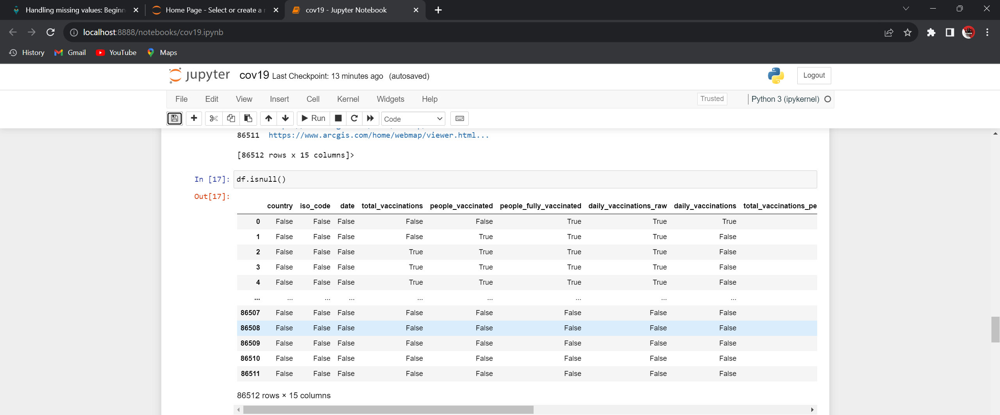 Handling missing values: Beginn
Home Page - Select or create a n
cov19 - Jupyter Notebook
localhost:8888/notebooks/cov19.ipynb
History Gmail YouTube Maps
jupyter cov19 Last Checkpoint: 13 minutes ago (autosaved) Logout
File Edit View Insert Cell Kernel Widgets Help Trusted Python 3 (ipykernel)
Run Code
86511 https://www.arcgis.com/home/webmap/viewer.html...
[86512 rows x 15 columns]>
In [17]: df.isnull()
Out[17]:
country iso_code date total_vaccinations people_vaccinated people_fully_vaccinated daily_vaccinations_raw daily_vaccinations total_vaccinations_pe
0 False False False False False True True True
1 False False False False True True True False
2 False False False True True True True False
3 False False False True True True True False
4 False False False True True True True False
... ... ... ... ... ... ... ... ...
86507 False False False False False False False False
86508 False False False False False False False False
86509 False False False False False False False False
86510 False False False False False False False False
86511 False False False False False False False False
86512 rows × 15 columns